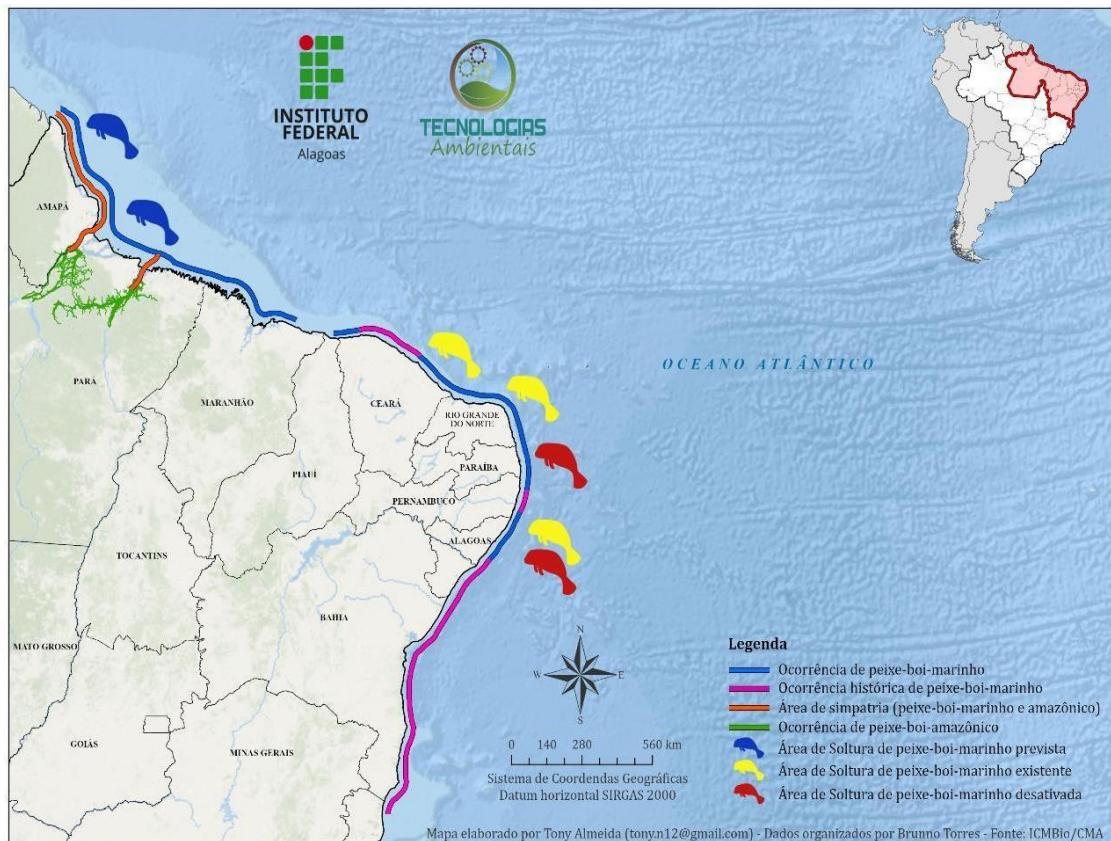 INSTITUTO
FEDERAL
Alagoas
TECNOLOGIAS
Ambientais
AMAPÁ
PARÁ
MARANHÃO
CEARÁ
RIO GRANDE
DO NORTE
PIAUÍ
PARAÍBA
PERNAMBUCO
ALAGOAS
TOCANTINS
BAHIA
MATO GROSSO
GOIÁS
MINAS GERAIS
OCEANO ATLÂNTICO
N
W
E
S
0 140 280 560 km
Sistema de Coordendas Geográficas
Datum horizontal SIRGAS 2000
Legenda
Ocorrência de peixe-boi-marinho
Ocorrência histórica de peixe-boi-marinho
Área de simpatria (peixe-boi-marinho e amazônico)
Ocorrência de peixe-boi-amazônico
Área de Soltura de peixe-boi-marinho prevista
Área de Soltura de peixe-boi-marinho existente
Área de Soltura de peixe-boi-marinho desativada
Mapa elaborado por Tony Almeida (tony.n12@gmail.com) - Dados organizados por Brunno Torres - Fonte: ICMBio/CMA